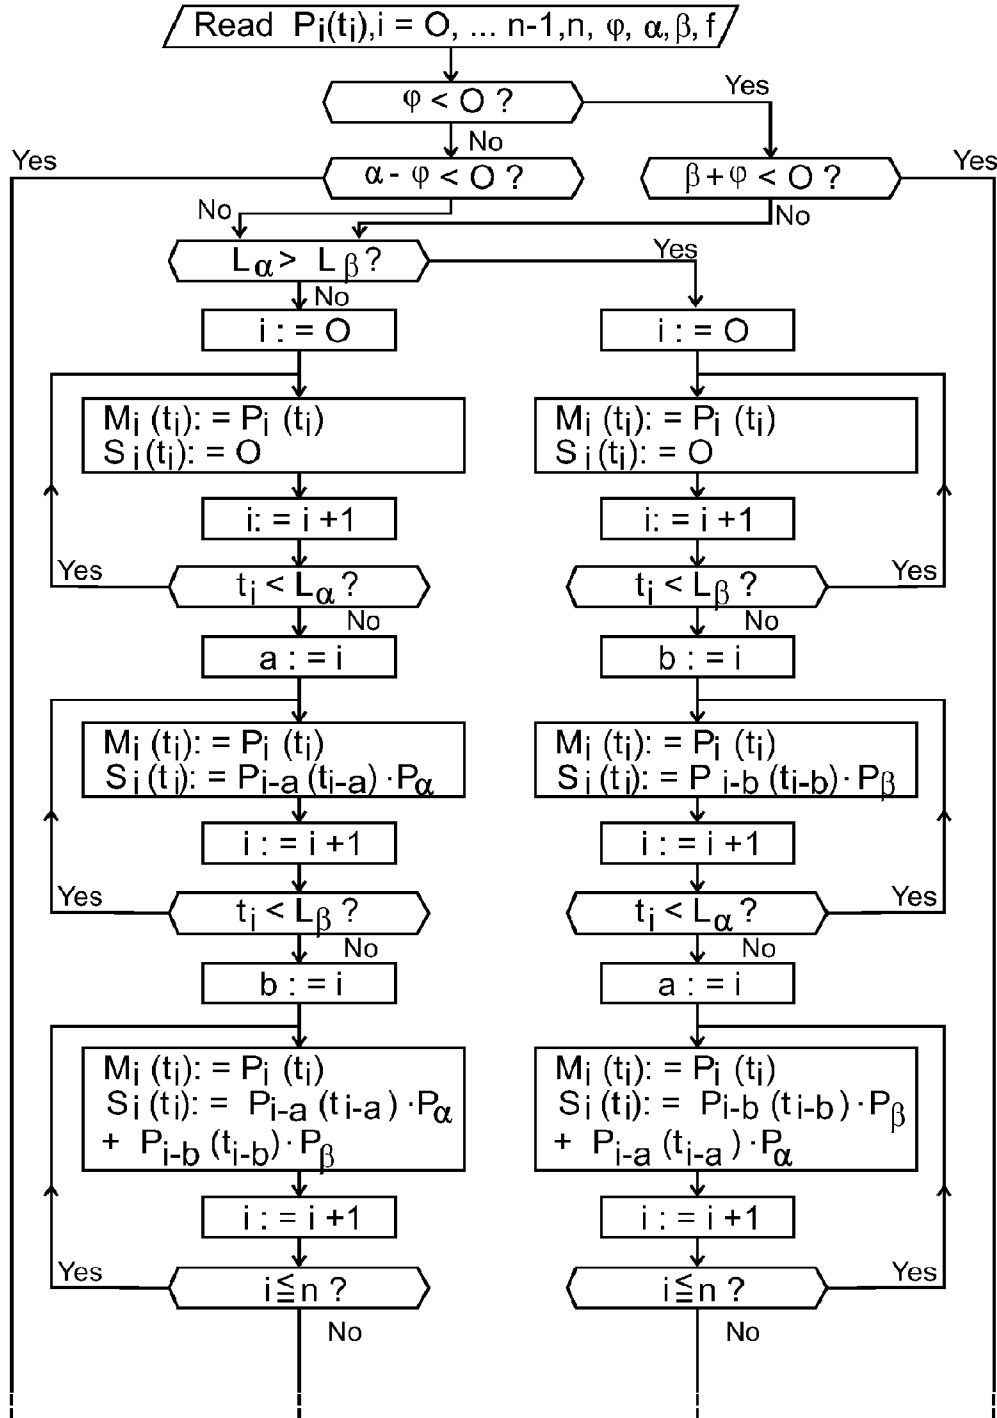 Read Pi(ti),i = O, ... n-1,n, φ, α,β, f
φ < O ?
Yes
No
Yes
α - φ < O ?
β + φ < O ?
Yes
No
No
Lα > Lβ ?
Yes
No
i : = O
i : = O
Mi (ti): = Pi (ti)
Si(ti): = O
Mi (ti): = Pi (ti)
Si(ti): = O
i: = i +1
i: = i +1
Yes
ti < Lα ?
ti < Lβ ?
Yes
No
No
a : = i
b : = i
Mi (ti): = Pi (ti)
Si(ti): = Pi-a (ti-a) · Pα
Mi (ti): = Pi (ti)
Si(ti): = P i-b (ti-b) · Pβ
i : = i +1
i : = i +1
Yes
ti < Lβ ?
ti < Lα ?
Yes
No
No
b : = i
a : = i
Mi (ti): = Pi (ti)
Si(ti): = Pi-a (ti-a) · Pα
+ Pi-b (ti-b) · Pβ
Mi (ti): = Pi (ti)
Si(ti): = Pi-b (ti-b) · Pβ
+ Pi-a (ti-a) · Pα
i : = i +1
i : = i +1
Yes
i ≦ n ?
i ≦ n ?
Yes
No
No